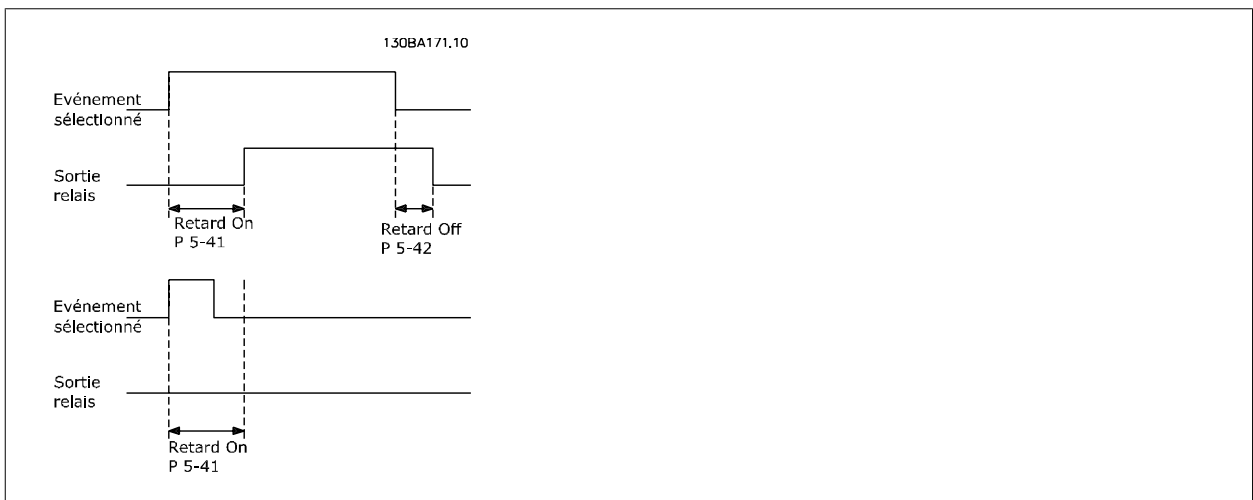 130BA171.10
Evénement
sélectionné
Sortie
relais
Retard On
P 5-41
Retard Off
P 5-42
Evénement
sélectionné
Sortie
relais
Retard On
P 5-41